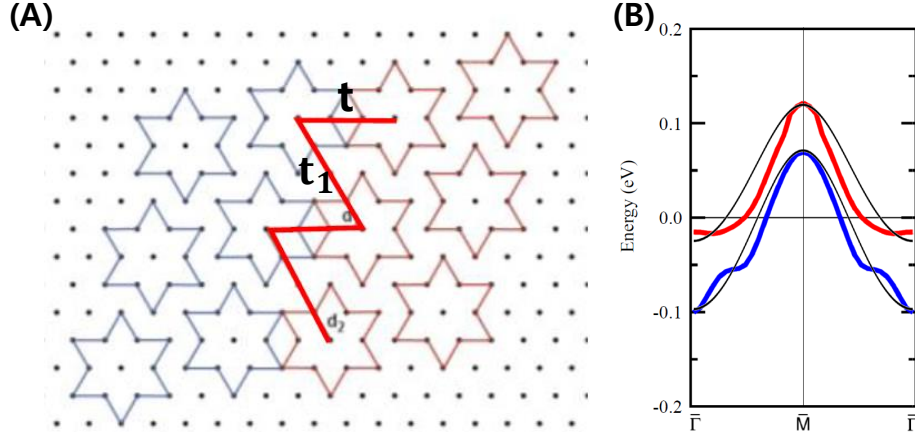 (A)
t
t₁
d
d₂
(B)
Energy (eV)
0.2
0.1
0.0
-0.1
-0.2
Γ̄
M̄
Γ̄